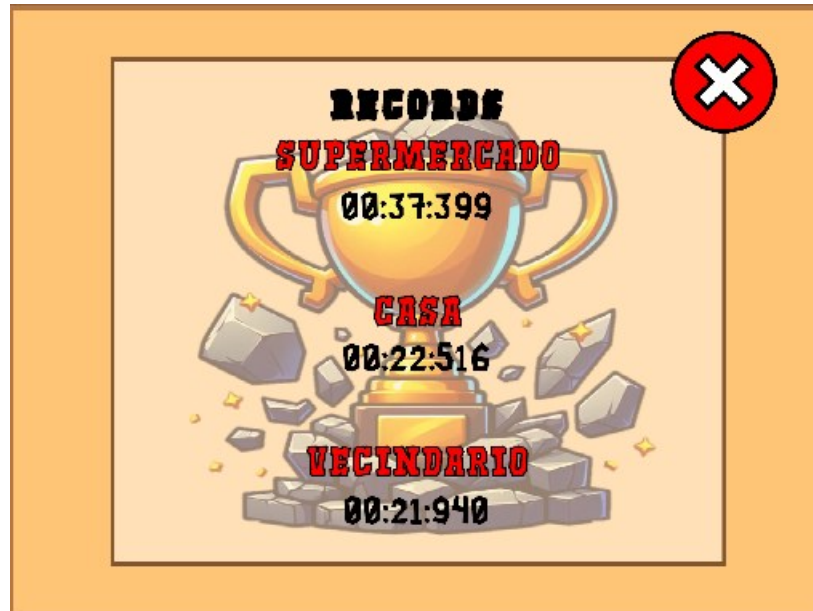 RECORDS
SUPERMERCADO
00:37:399
CASA
00:22:516
VECINDARIO
00:21:940